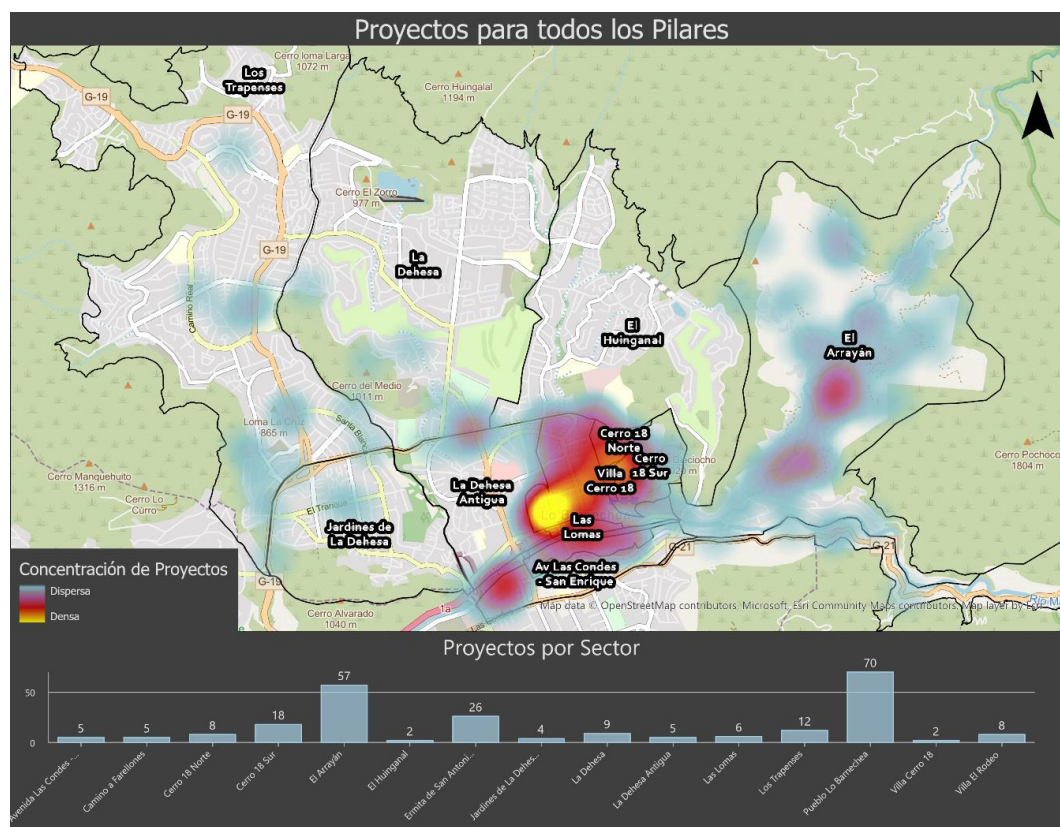 Proyectos para todos los Pilares
Cerro loma Larga
1072 m
Los
Trapenses
G-19
Cerro Huinganal
1194 m
N
G-19
Cerro El Zorro
977 m
G-19
La
Dehesa
Camino Real
El
Huinganal
El
Arrayán
Cerro del Medio
1011 m
Loma La Cruz
865 m
Cerro 18
Norte
Cerro
18 Sur
Villa
Cerro 18
Cerro Pochoco
1804 m
Cerro Manquehuito
1316 m
Cerro Lo
Curro
La Dehesa
Antigua
El Tranque
Jardines de
La Dehesa
Las
Lomas
G-21
G-21
Av Las Condes
- San Enrique
G-19
1a
Cerro Alvarado
1040 m
Map data © OpenStreetMap contributors, Microsoft, Esri Community Maps contributors, Map layer by
Concentración de Proyectos
Dispersa
Densa
Proyectos por Sector
50
0
5
5
8
18
57
2
26
4
9
5
6
12
70
2
8
Avenida Las Condes -...
Camino a Farellones
Cerro 18 Norte
Cerro 18 Sur
El Arrayán
El Huinganal
Ermita de San Antoni...
Jardines de La Dehes...
La Dehesa
La Dehesa Antigua
Las Lomas
Los Trapenses
Pueblo Lo Barnechea
Villa Cerro 18
Villa El Rodeo